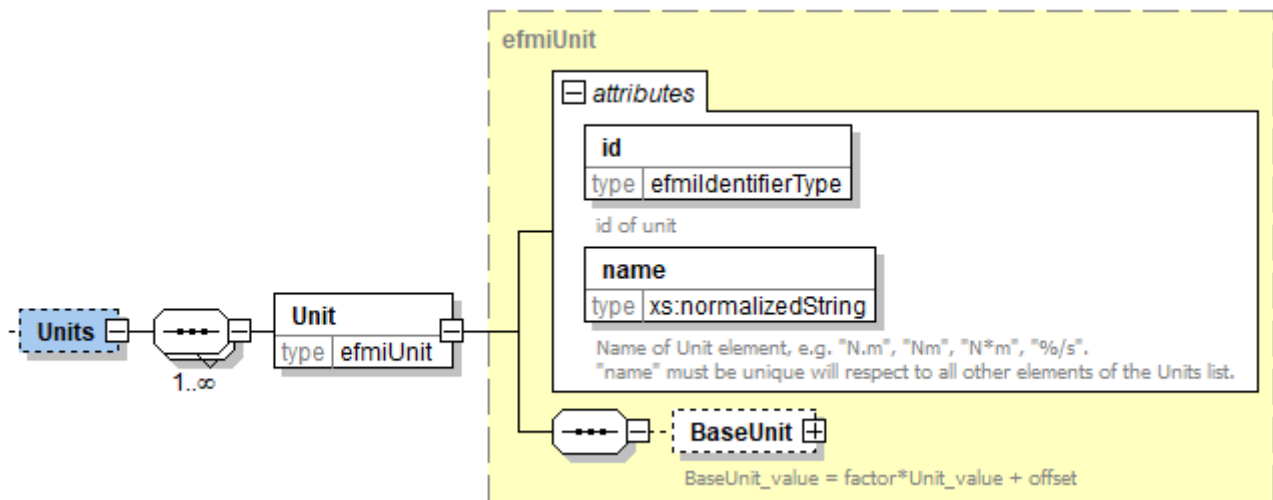 efmiUnit
attributes
id
type efmiIdentifierType
id of unit
name
type xs:normalizedString
Name of Unit element, e.g. "N.m", "Nm", "N*m", "%/s".
"name" must be unique will respect to all other elements of the Units list.
Units
1..∞
Unit
type efmiUnit
BaseUnit
BaseUnit_value = factor*Unit_value + offset